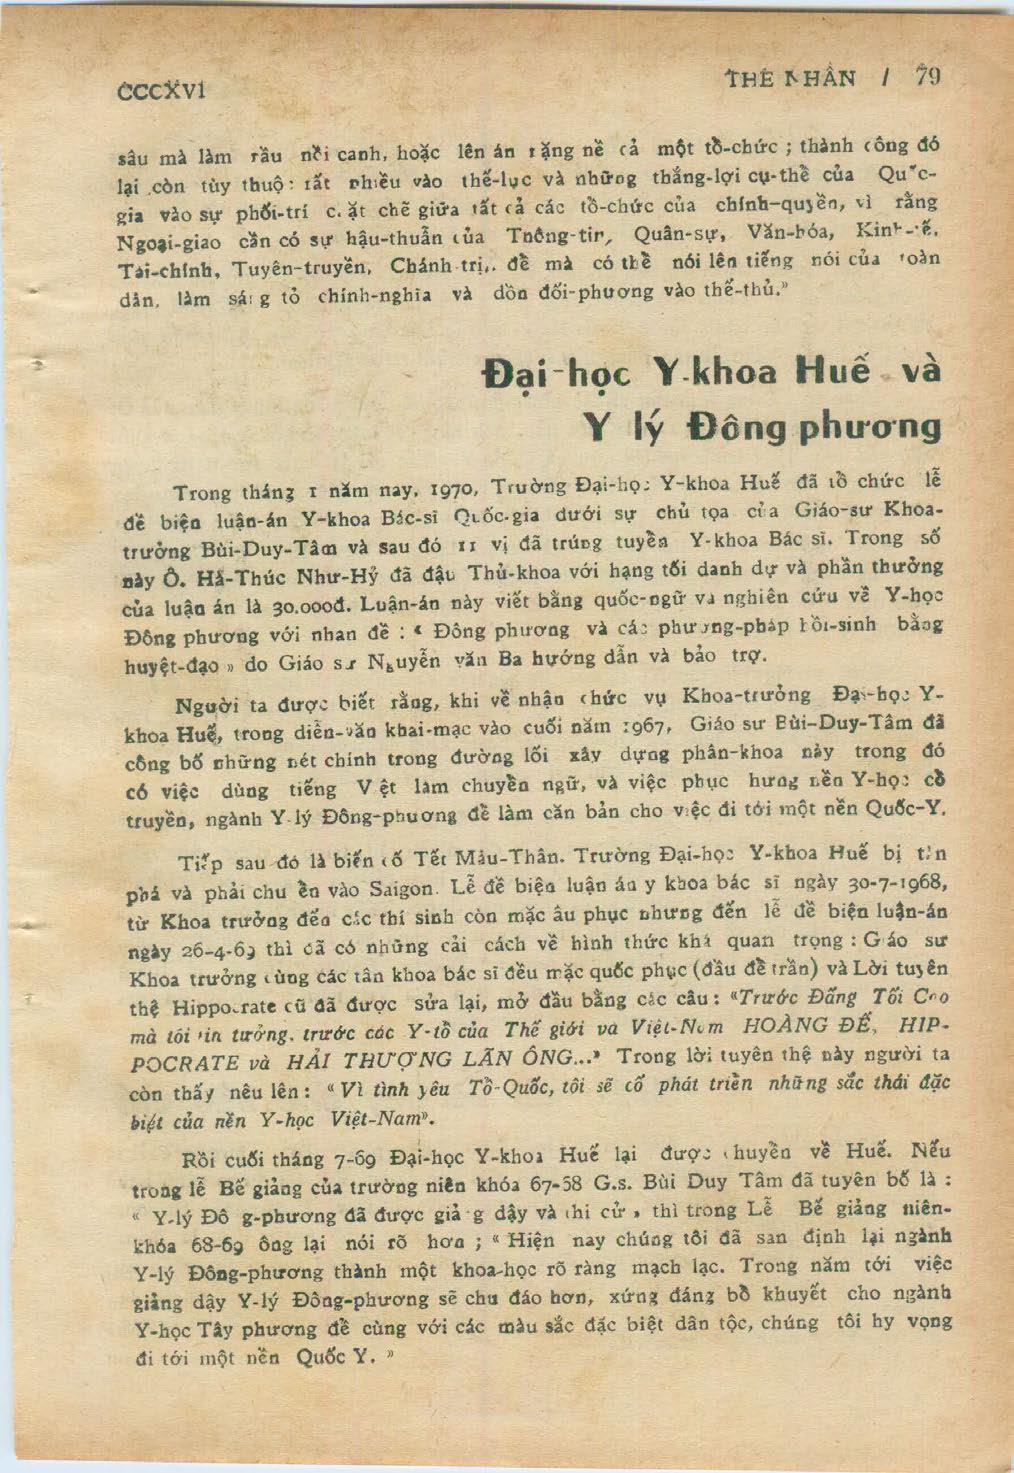 CCCXVI
THẾ NHÂN / 79
sâu mà làm rầu nồi canh, hoặc lên án nặng nề cả một tổ-chức ; thành công đó
lại còn tùy thuộc rất nhiều vào thế-lực và những thắng-lợi cụ-thể của Quốc-
gia vào sự phối-trí chặt chẽ giữa tất cả các tổ-chức của chính-quyền, vì rằng
Ngoại-giao cần có sự hậu-thuẫn của Thông-tin, Quân-sự, Văn-hóa, Kinh-tế,
Tài-chính, Tuyên-truyền, Chánh-trị,. để mà có thể nói lên tiếng nói của toàn
dân, làm sáng tỏ chính-nghĩa và dồn đối-phương vào thế-thủ.»
Đại-học Y-khoa Huế và
Y lý Đông phương
Trong tháng 1 năm nay, 1970, Trường Đại-học Y-khoa Huế đã tổ chức lễ
đề biện luận-án Y-khoa Bác-sĩ Quốc-gia dưới sự chủ tọa của Giáo-sư Khoa-
trưởng Bùi-Duy-Tâm và sau đó 11 vị đã trúng tuyển Y-khoa Bác sĩ. Trong số
này Ô. Hà-Thúc Như-Hỷ đã đậu Thủ-khoa với hạng tối danh dự và phần thưởng
của luận án là 30.000đ. Luận-án này viết bằng quốc-ngữ và nghiên cứu về Y-học
Đông phương với nhan đề : « Đông phương và các phương-pháp hồi-sinh bằng
huyệt-đạo » do Giáo sư Nguyễn văn Ba hướng dẫn và bảo trợ.
Người ta được biết rằng, khi về nhận chức vụ Khoa-trưởng Đại-học Y-
khoa Huế, trong diễn-văn khai-mạc vào cuối năm 1967, Giáo sư Bùi-Duy-Tâm đã
công bố những nét chính trong đường lối xây dựng phân-khoa này trong đó
có việc dùng tiếng Việt làm chuyển ngữ, và việc phục hưng nền Y-học cổ
truyền, ngành Y-lý Đông-phương để làm căn bản cho việc đi tới một nền Quốc-Y.
Tiếp sau đó là biến cố Tết Mậu-Thân. Trường Đại-học Y-khoa Huế bị tàn
phá và phải chuyển vào Saigon. Lễ đề biện luận án y khoa bác sĩ ngày 30-7-1968,
từ Khoa trưởng đến các thí sinh còn mặc âu phục nhưng đến lễ đề biện luận-án
ngày 26-4-69 thì đã có những cải cách về hình thức khá quan trọng : Giáo sư
Khoa trưởng cùng các tân khoa bác sĩ đều mặc quốc phục (đầu để trần) và Lời tuyên
thệ Hippocrate cũ đã được sửa lại, mở đầu bằng các câu : «Trước Đấng Tối Cao
mà tôi tin tưởng, trước các Y-tổ của Thế giới và Việt-Nam HOÀNG ĐẾ, HIP-
POCRATE và HẢI THƯỢNG LÃN ÔNG...» Trong lời tuyên thệ này người ta
còn thấy nêu lên : « Vì tình yêu Tổ-Quốc, tôi sẽ cố phát triển những sắc thái đặc
biệt của nền Y-học Việt-Nam».
Rồi cuối tháng 7-69 Đại-học Y-khoa Huế lại được chuyển về Huế. Nếu
trong lễ Bế giảng của trường niên khóa 67-68 G.s. Bùi Duy Tâm đã tuyên bố là :
« Y-lý Đông-phương đã được giảng dậy và thi cử » thì trong Lễ Bế giảng niên-
khóa 68-69 ông lại nói rõ hơn ; « Hiện nay chúng tôi đã san định lại ngành
Y-lý Đông-phương thành một khoa-học rõ ràng mạch lạc. Trong năm tới việc
giảng dậy Y-lý Đông-phương sẽ chu đáo hơn, xứng đáng bổ khuyết cho ngành
Y-học Tây phương để cùng với các màu sắc đặc biệt dân tộc, chúng tôi hy vọng
đi tới một nền Quốc Y. »